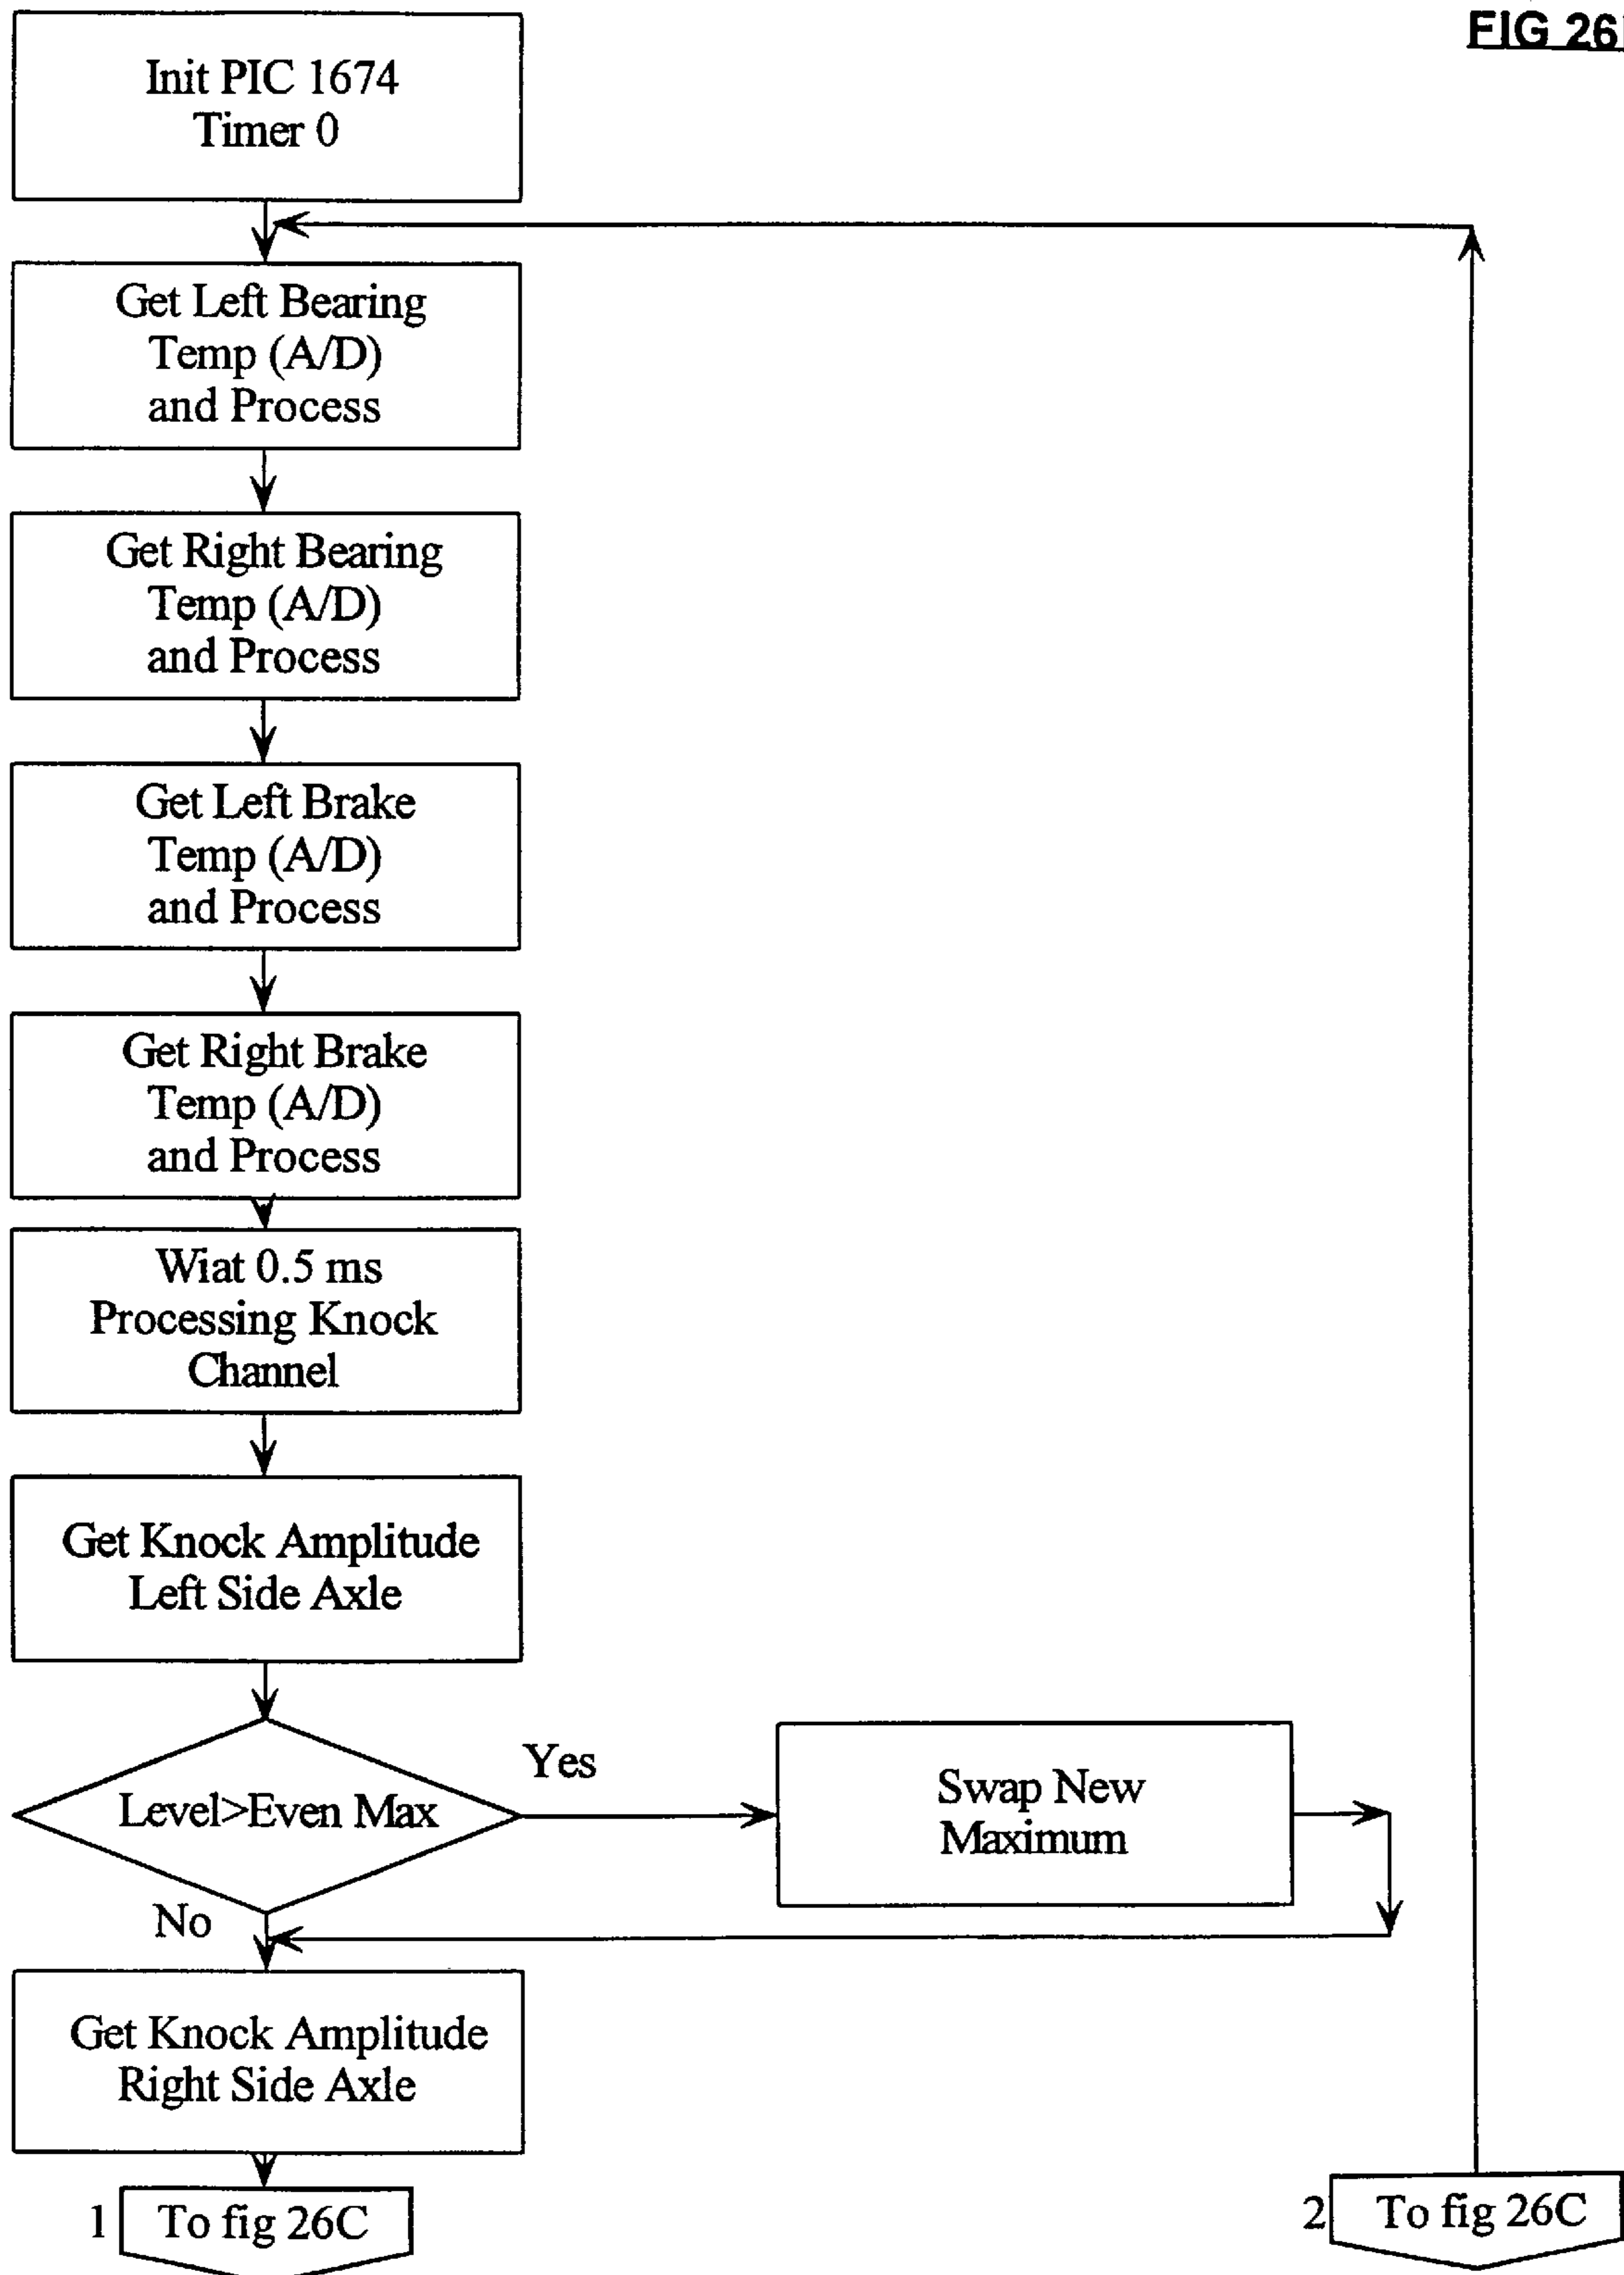 FIG 26
Init PIC 1674
Timer 0
Get Left Bearing
Temp (A/D)
and Process
Get Right Bearing
Temp (A/D)
and Process
Get Left Brake
Temp (A/D)
and Process
Get Right Brake
Temp (A/D)
and Process
Wiat 0.5 ms
Processing Knock
Channel
Get Knock Amplitude
Left Side Axle
Level>Even Max
Yes
Swap New
Maximum
No
Get Knock Amplitude
Right Side Axle
1 To fig 26C
2 To fig 26C